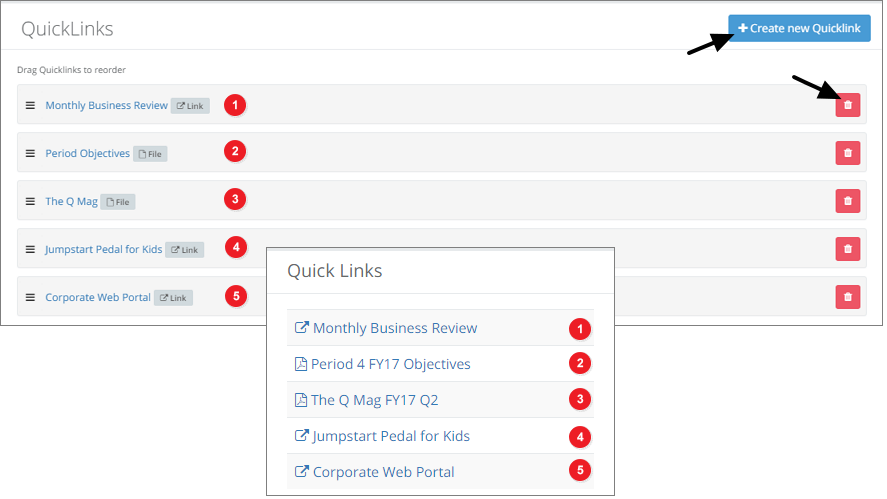 QuickLinks
Create new Quicklink
Drag Quicklinks to reorder
Monthly Business Review Link 1
Period Objectives File 2
The Q Mag File 3
Jumpstart Pedal for Kids Link 4
Corporate Web Portal Link 5
Quick Links
Monthly Business Review 1
Period 4 FY17 Objectives 2
The Q Mag FY17 Q2 3
Jumpstart Pedal for Kids 4
Corporate Web Portal 5